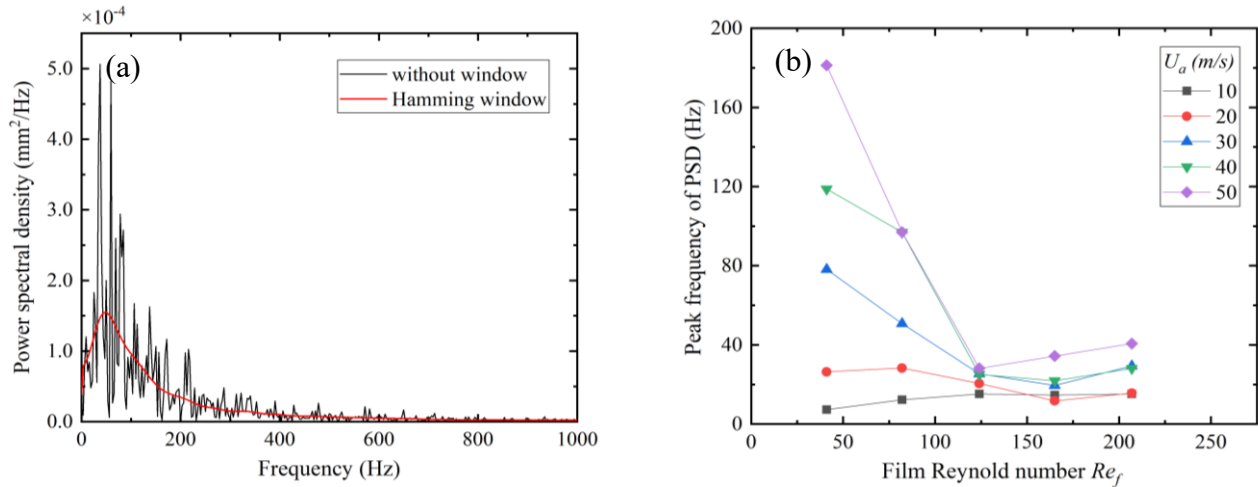 ×10⁻⁴
(a)
without window
Hamming window
Power spectral density (mm²/Hz)
5.0
4.0
3.0
2.0
1.0
0.0
0 200 400 600 800 1000
Frequency (Hz)
(b)
U_a (m/s)
10
20
30
40
50
Peak frequency of PSD (Hz)
200
160
120
80
40
0
0 50 100 150 200 250
Film Reynold number Re_f